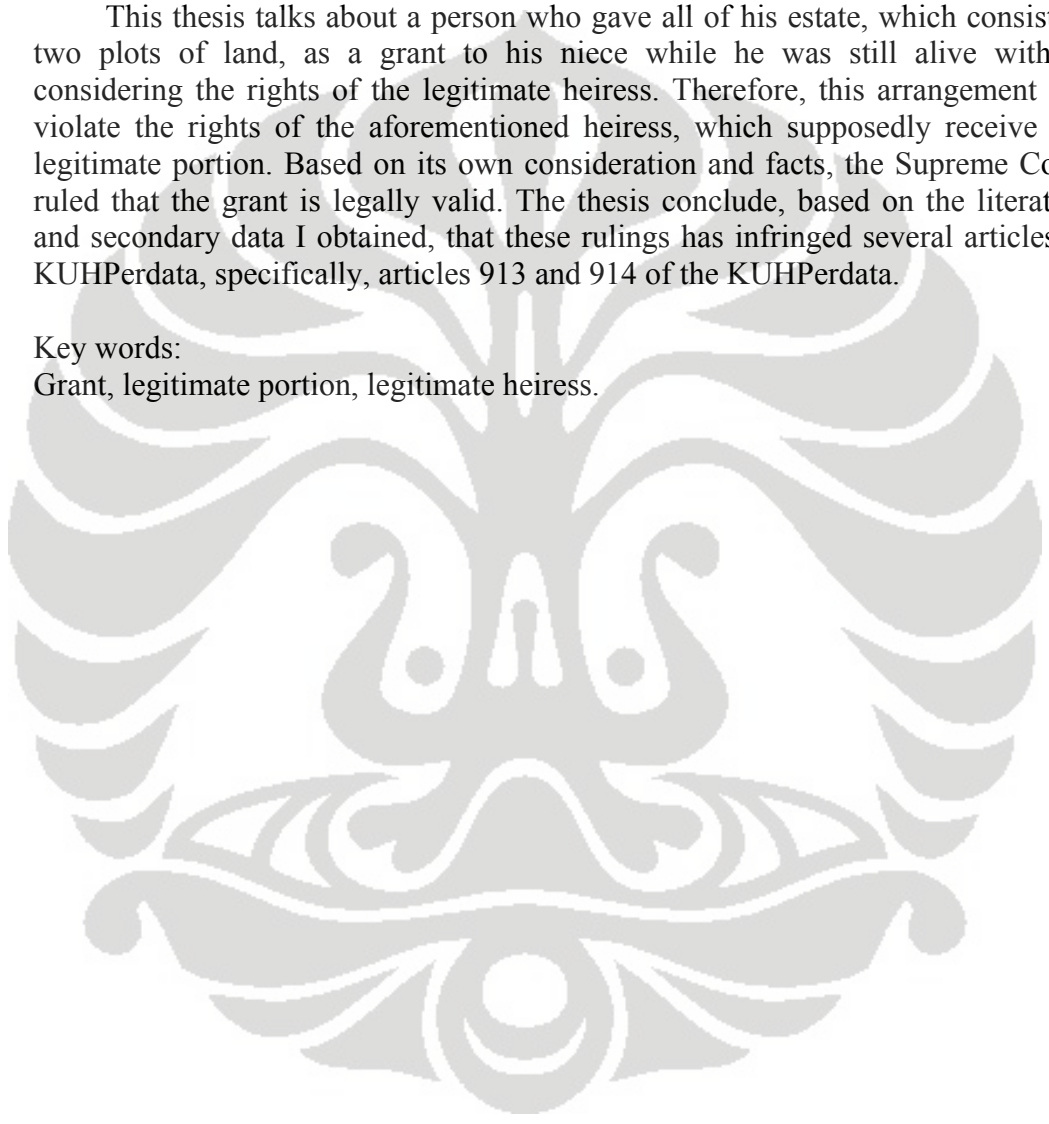 This thesis talks about a person who gave all of his estate, which consist
two plots of land, as a grant to his niece while he was still alive with
considering the rights of the legitimate heiress. Therefore, this arrangement
violate the rights of the aforementioned heiress, which supposedly receive
legitimate portion. Based on its own consideration and facts, the Supreme Co
ruled that the grant is legally valid. The thesis conclude, based on the literat
and secondary data I obtained, that these rulings has infringed several articles
KUHPerdata, specifically, articles 913 and 914 of the KUHPerdata.
Key words:
Grant, legitimate portion, legitimate heiress.